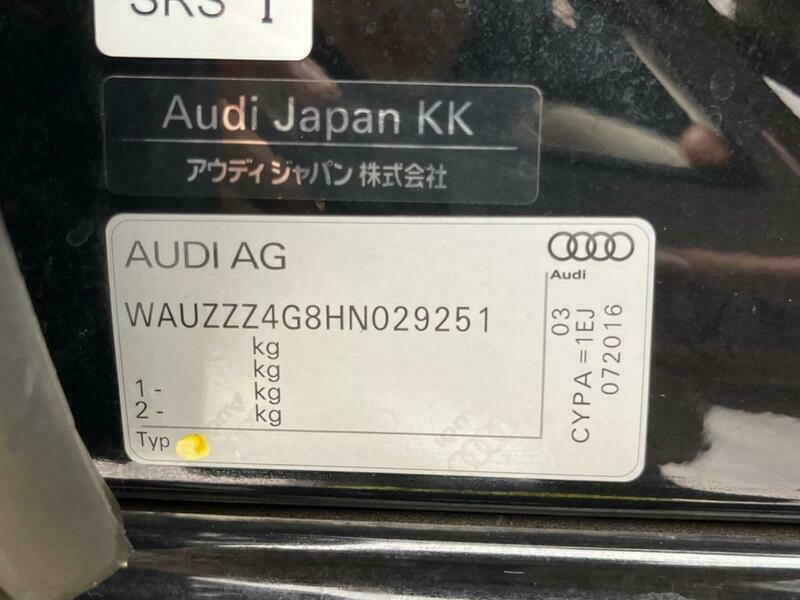 SRS I
Audi Japan KK
アウディ ジャパン 株式会社
AUDI AG
Audi
WAUZZZ4G8HN029251
kg
kg
1 - kg
2 - kg
Typ
03
CYPA = 1EJ
072016